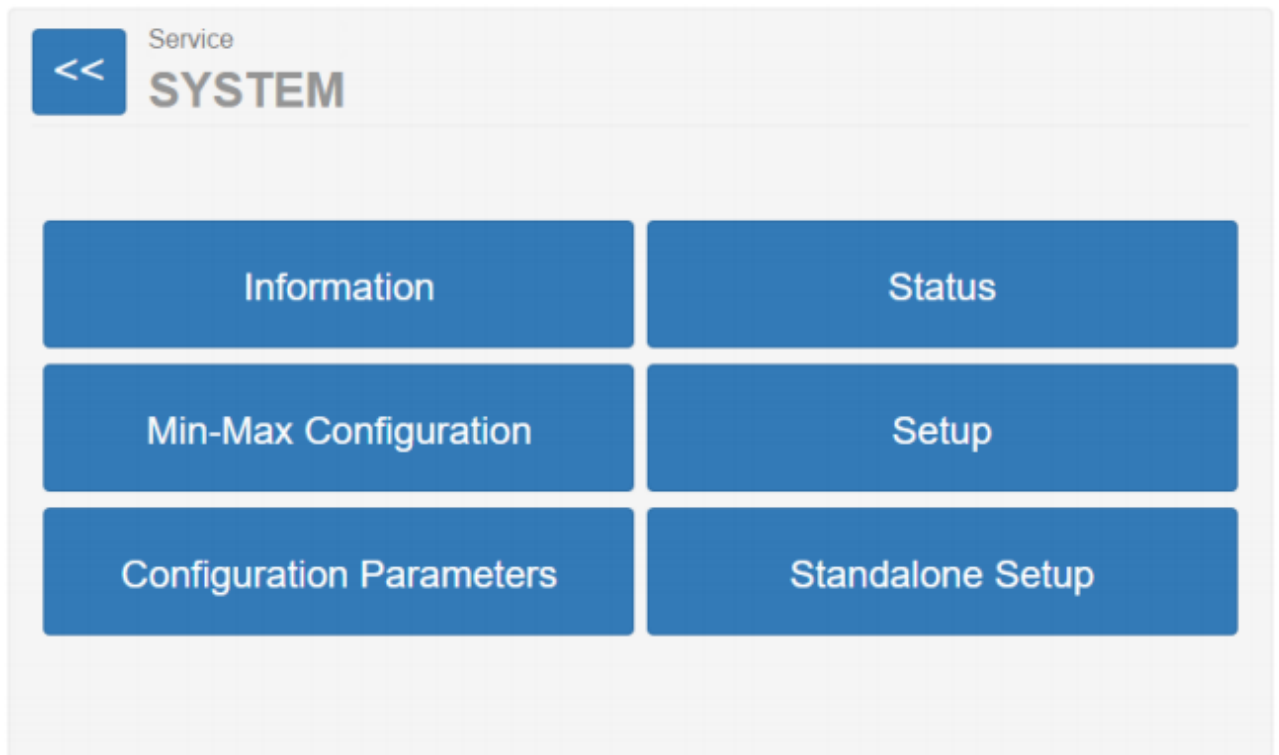 <<
Service
SYSTEM
Information
Status
Min-Max Configuration
Setup
Configuration Parameters
Standalone Setup